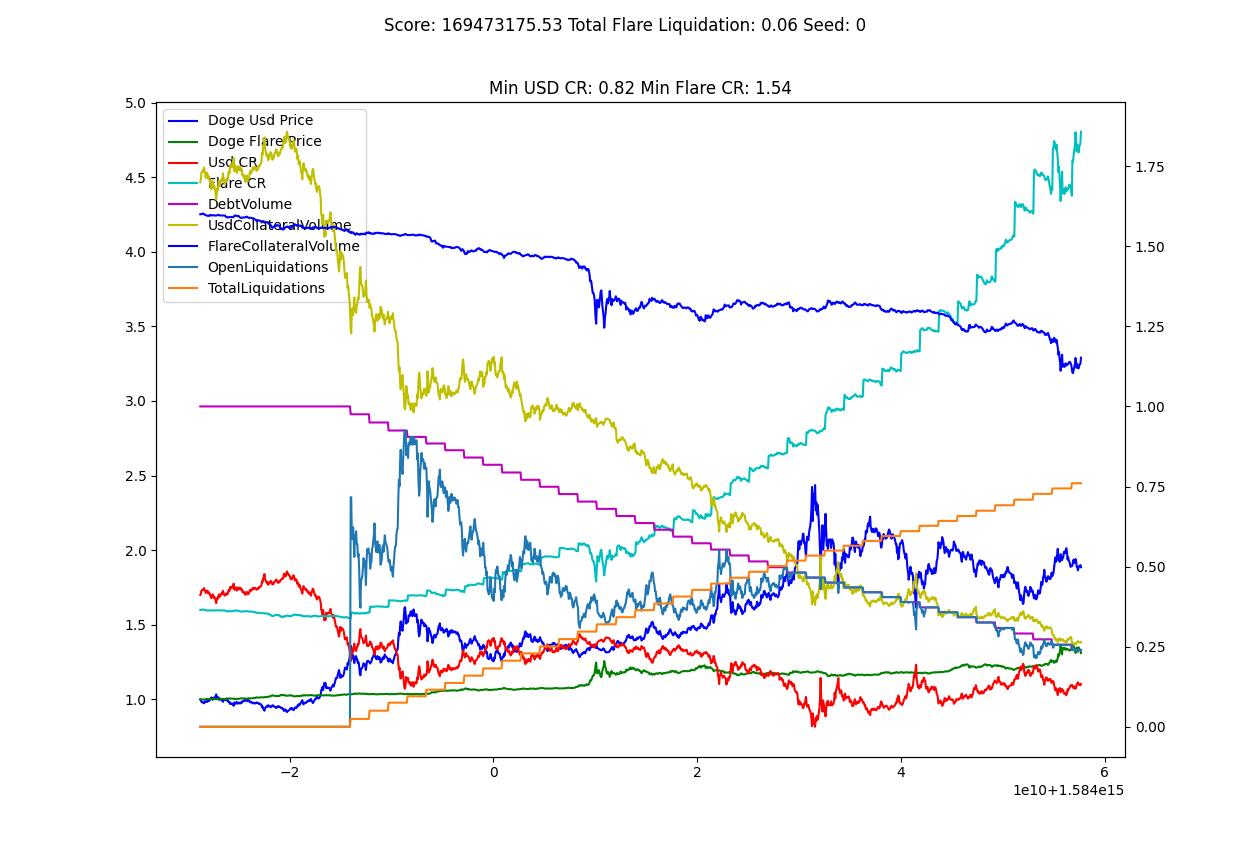 Score: 169473175.53 Total Flare Liquidation: 0.06 Seed: 0
Min USD CR: 0.82 Min Flare CR: 1.54
Doge Usd Price
Doge Flare Price
Usd CR
Flare CR
DebtVolume
UsdCollateralVolume
FlareCollateralVolume
OpenLiquidations
TotalLiquidations
5.0
4.5
4.0
3.5
3.0
2.5
2.0
1.5
1.0
1.75
1.50
1.25
1.00
0.75
0.50
0.25
0.00
−2
0
2
4
6
1e10+1.584e15